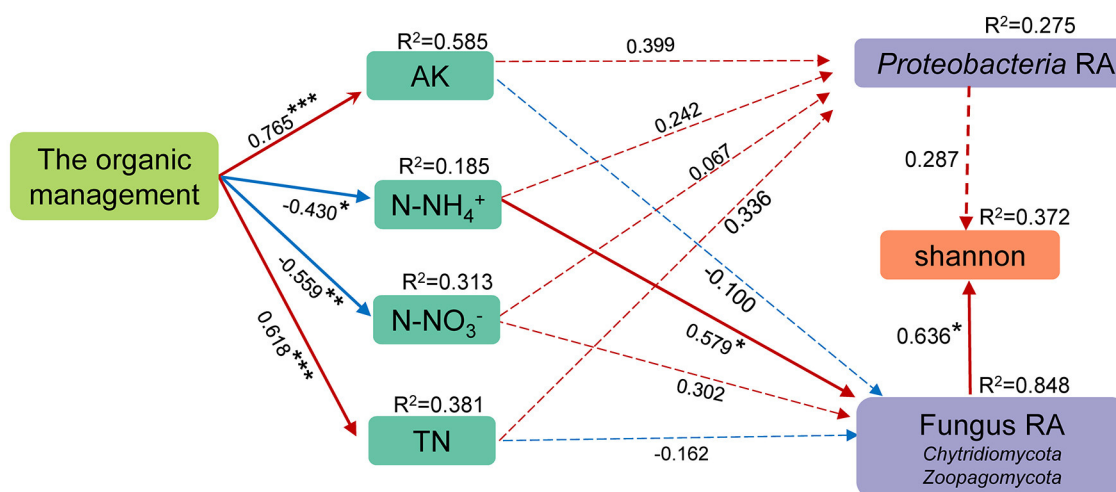 R²=0.275
R²=0.585
0.399
AK
Proteobacteria RA
0.765***
0.242
The organic
management
R²=0.185
0.067
0.287
-0.430*
N-NH₄⁺
0.336
R²=0.372
shannon
-0.559**
R²=0.313
-0.100
N-NO₃⁻
0.579*
0.636*
0.618***
0.302
R²=0.848
R²=0.381
TN
Fungus RA
-0.162
Chytridiomycota
Zoopagomycota